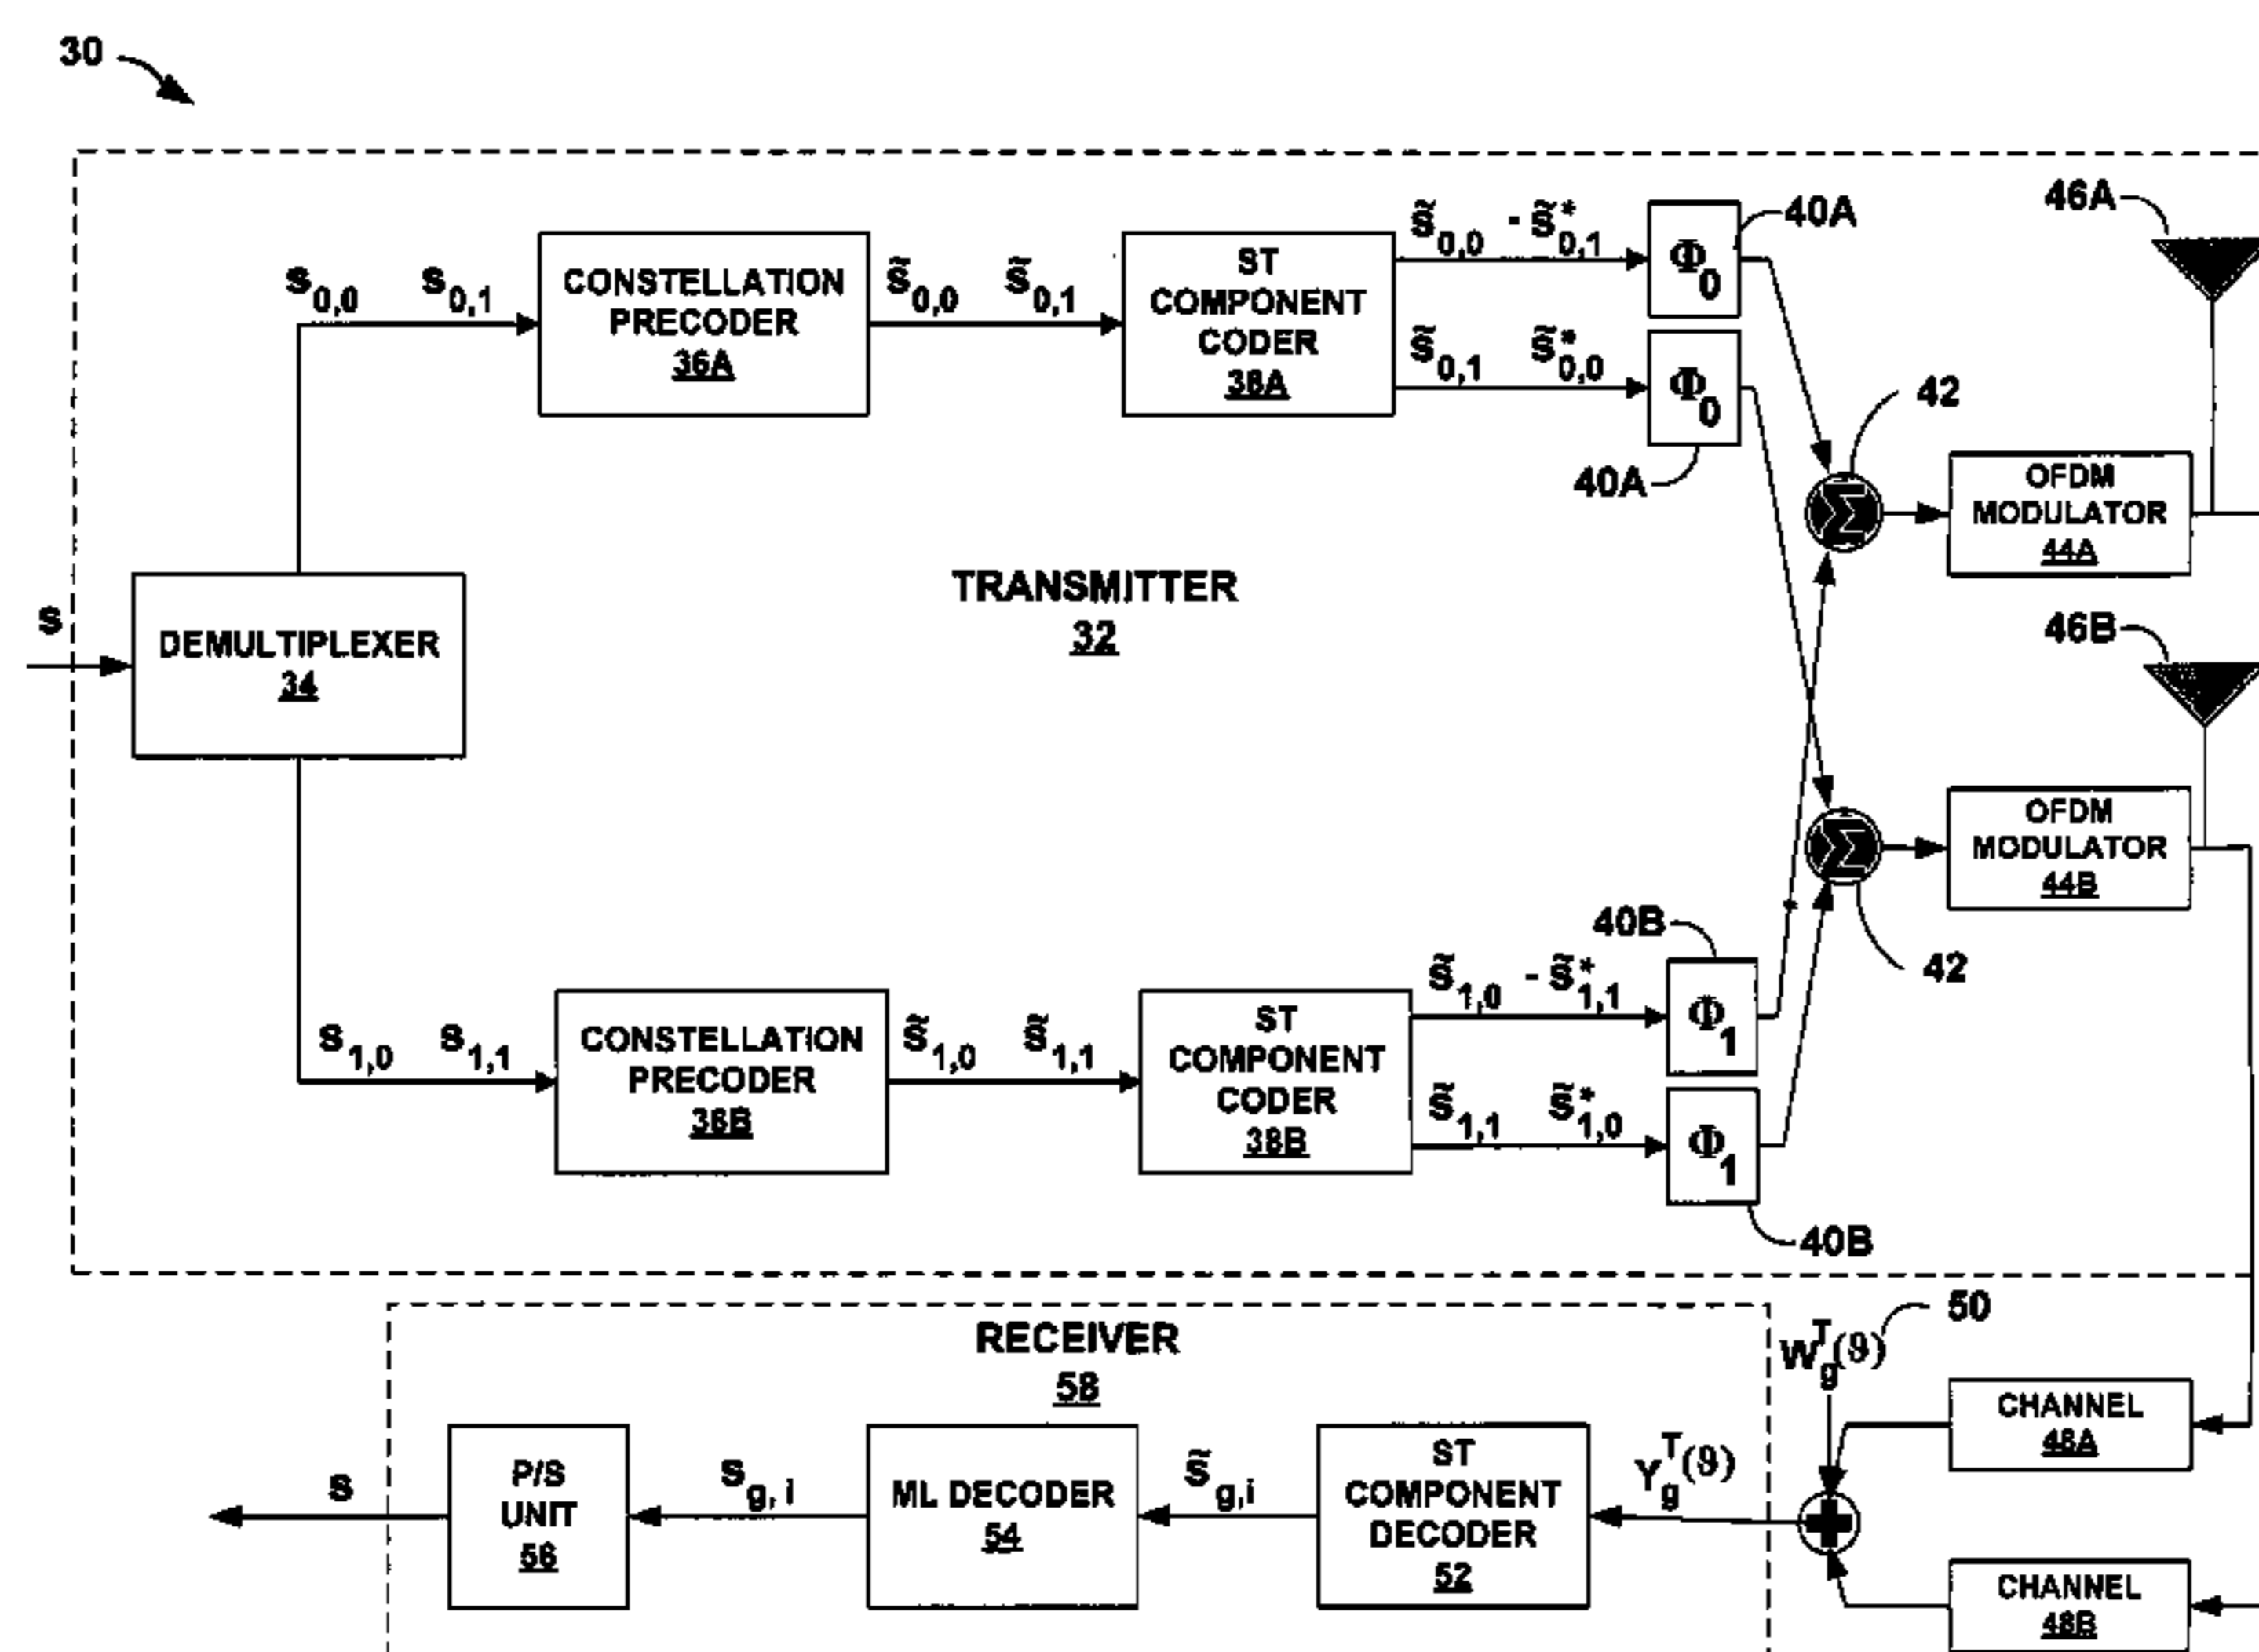 30
46A
s̃0,0 - s̃*0,1
Φ0
40A
s0,0 s0,1
CONSTELLATION
PRECODER
36A
s̃0,0 s̃0,1
ST
COMPONENT
CODER
38A
s̃0,1 s̃*0,0
Φ0
40A
42
Σ
OFDM
MODULATOR
44A
TRANSMITTER
32
S
DEMULTIPLEXER
34
46B
Σ
OFDM
MODULATOR
44B
42
40B
s̃1,0 - s̃*1,1
Φ1
s1,0 s1,1
CONSTELLATION
PRECODER
36B
s̃1,0 s̃1,1
ST
COMPONENT
CODER
38B
s̃1,1 s̃*1,0
Φ1
40B
RECEIVER
58
WgT(ϑ)
50
CHANNEL
48A
S
P/S
UNIT
56
sg,i
ML DECODER
54
s̃g,i
ST
COMPONENT
DECODER
52
YgT(ϑ)
CHANNEL
48B